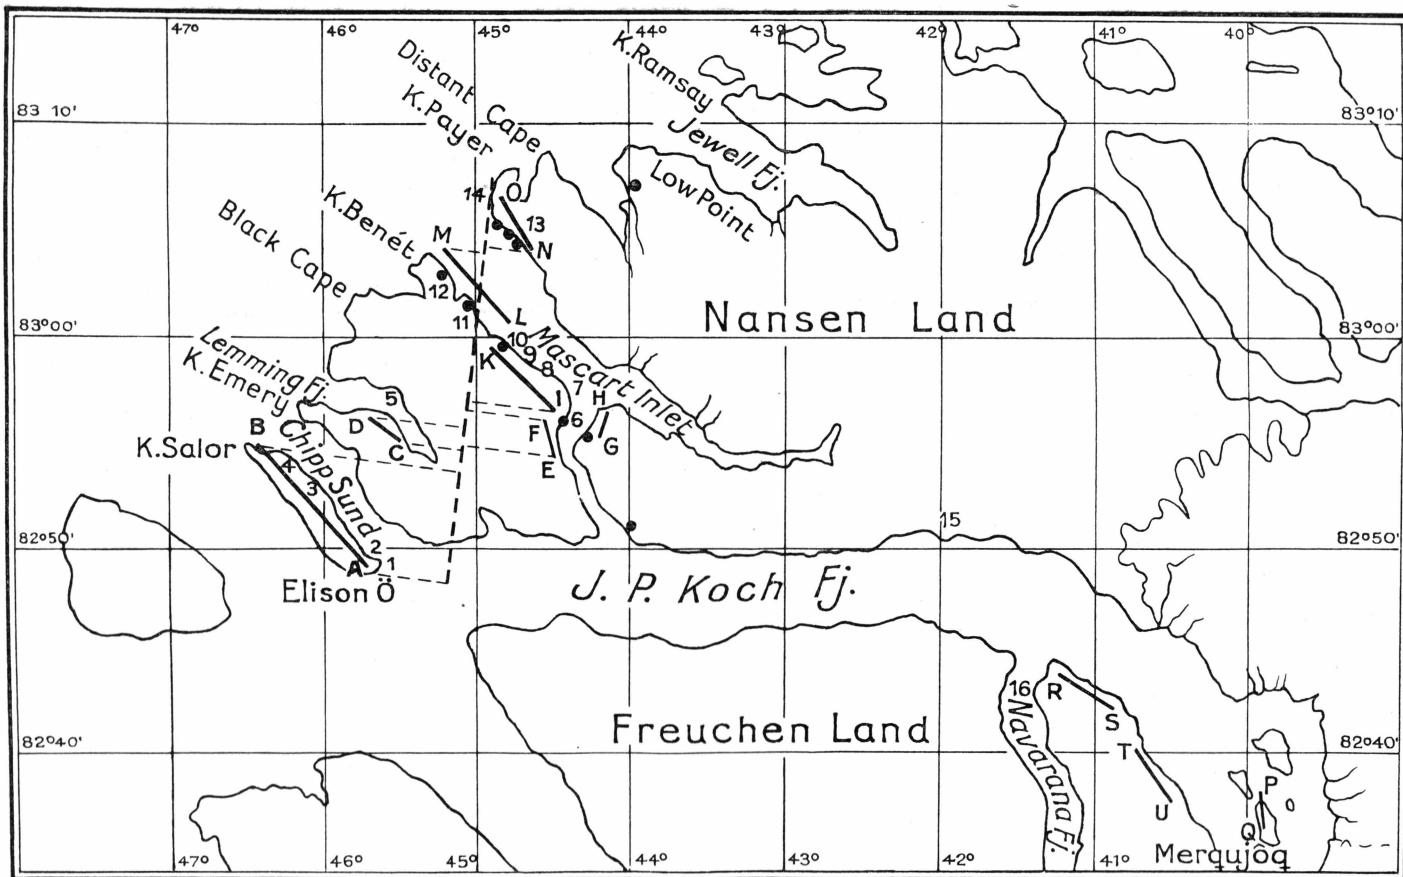 47° 46° 45° 44° 43° 42° 41° 40°
83 10'
83°10'
Distant Cape
K.Payer
K.Ramsay
Jewell Fj.
Low Point
14
O
13
N
K.Benét
M
12
11
Black Cape
L
10
9
8
K
Mascart Inlet
Nansen Land
83°00'
83°00'
Lemming Fj.
K.Emery
5
7
I
H
6
D
C
F
G
E
K.Salor
B
Chipp Sund
4
3
2
1
A
Elison Ö
15
82°50'
82°50'
J. P. Koch Fj.
16
R
S
T
U
Navarana Fj.
Freuchen Land
82°40'
82°40'
P
Q
Merqujôq
47° 46° 45° 44° 43° 42° 41°